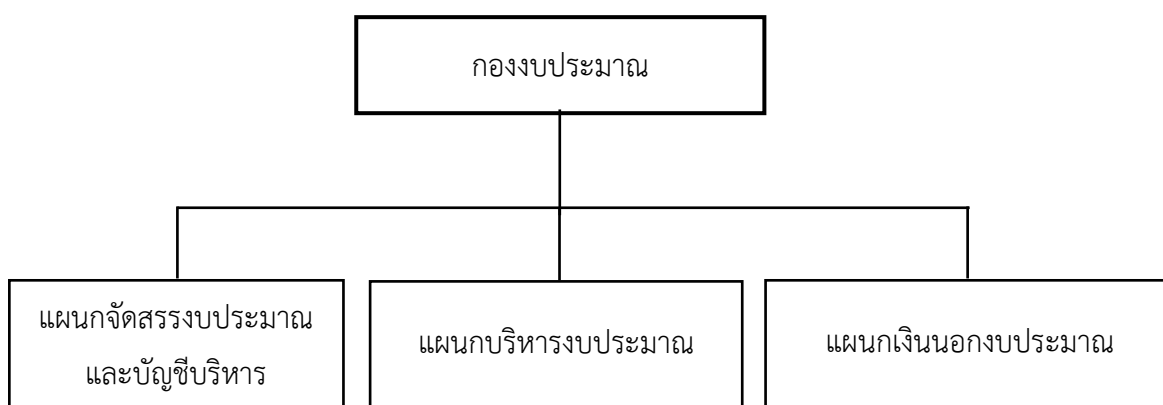 กองงบประมาณ
แผนกจัดสรรงบประมาณ
และบัญชีบริหาร
แผนกบริหารงบประมาณ
แผนกเงินนอกงบประมาณ